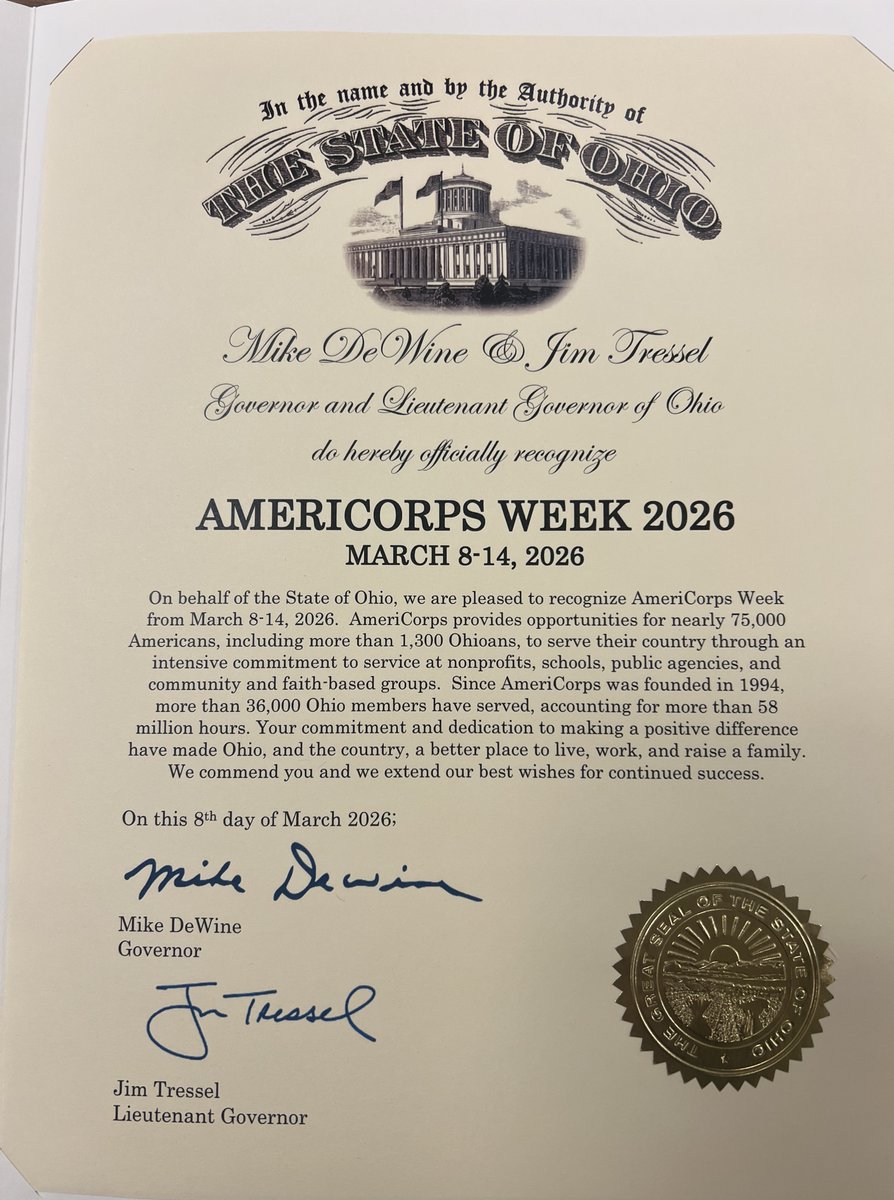 In the name and by the Authority of
THE STATE OF OHIO
Mike DeWine & Jim Tressel
Governor and Lieutenant Governor of Ohio
do hereby officially recognize
AMERICORPS WEEK 2026
MARCH 8-14, 2026
On behalf of the State of Ohio, we are pleased to recognize AmeriCorps Week
from March 8-14, 2026. AmeriCorps provides opportunities for nearly 75,000
Americans, including more than 1,300 Ohioans, to serve their country through an
intensive commitment to service at nonprofits, schools, public agencies, and
community and faith-based groups. Since AmeriCorps was founded in 1994,
more than 36,000 Ohio members have served, accounting for more than 58
million hours. Your commitment and dedication to making a positive difference
have made Ohio, and the country, a better place to live, work, and raise a family.
We commend you and we extend our best wishes for continued success.
On this 8th day of March 2026;
Mike DeWine
Mike DeWine
Governor
Jim Tressel
Jim Tressel
Lieutenant Governor
THE GREAT SEAL OF THE STATE OF OHIO